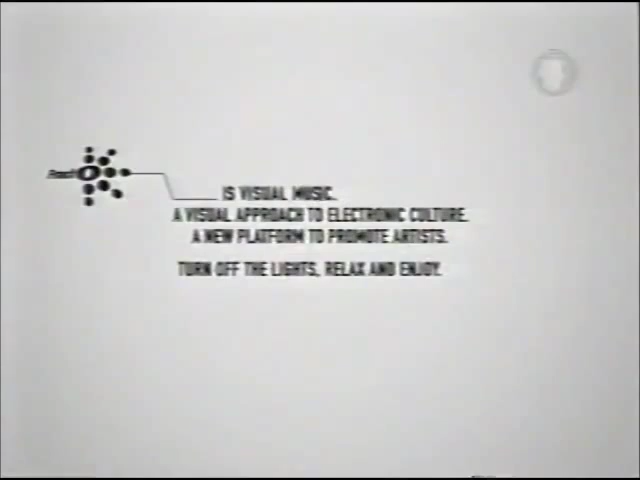 IS VISUAL MUSIC.
A VISUAL APPROACH TO ELECTRONIC CULTURE.
A NEW PLATFORM TO PROMOTE ARTISTS.
TURN OFF THE LIGHTS, RELAX AND ENJOY.